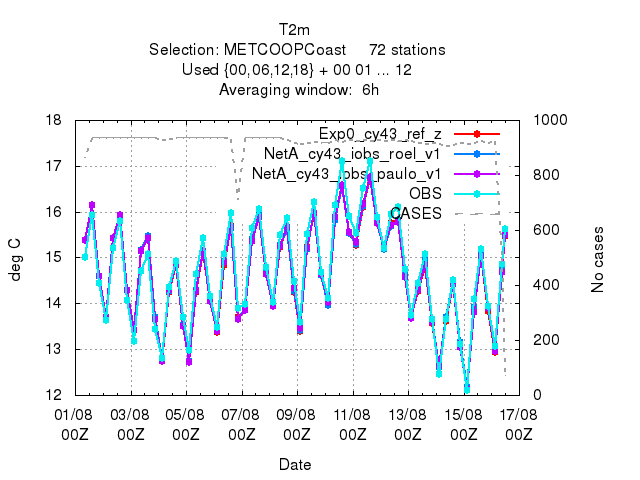 T2m
Selection: METCOOPCoast 72 stations
Used {00,06,12,18} + 00 01 ... 12
Averaging window: 6h
18 1000
Exp0_cy43_ref_z
NetA_cy43_iobs_roel_v1
17 800
NetA_cy43_iobs_paulo_v1
OBS
16 CASES 600
deg C
No cases
15
14 400
13 200
12 0
01/08 03/08 05/08 07/08 09/08 11/08 13/08 15/08 17/08
00Z 00Z 00Z 00Z 00Z 00Z 00Z 00Z 00Z
Date